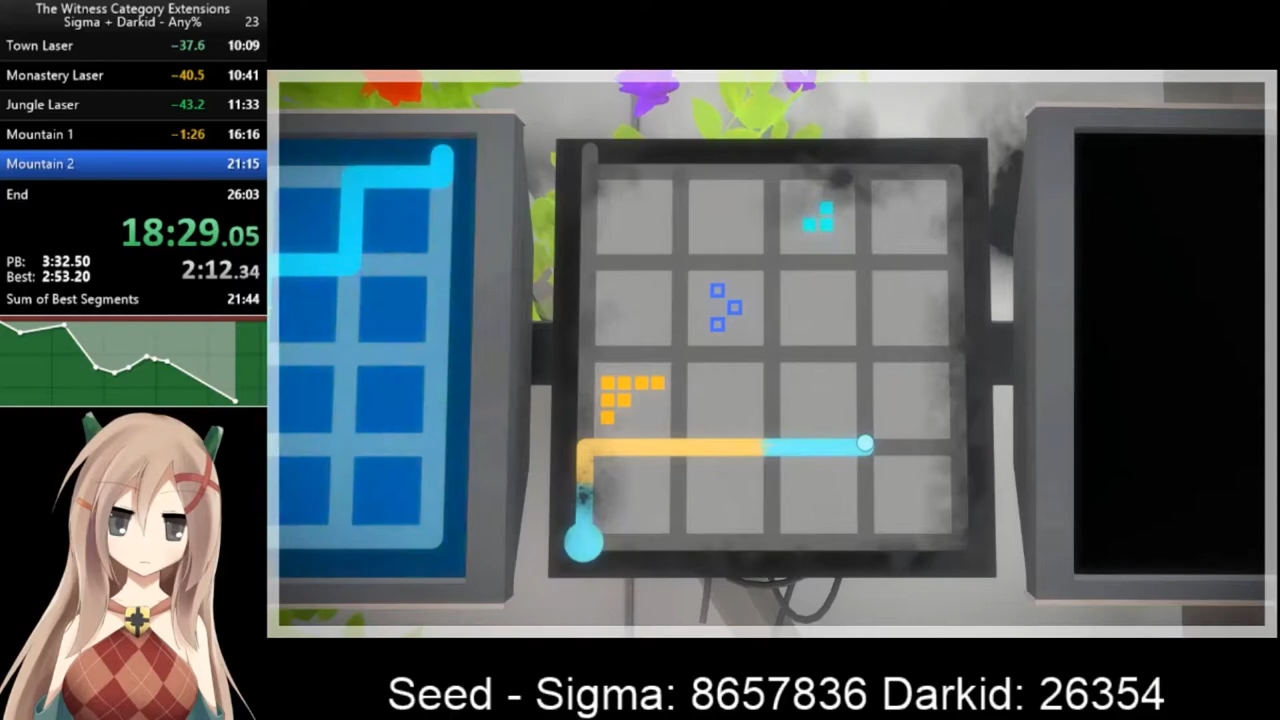 The Witness Category Extensions
Sigma + Darkid - Any% 23
Town Laser -37.6 10:09
Monastery Laser -40.5 10:41
Jungle Laser -43.2 11:33
Mountain 1 -1:26 16:16
Mountain 2 21:15
End 26:03
18:29.05
PB: 3:32.50
Best: 2:53.20
2:12.34
Sum of Best Segments 21:44
Seed - Sigma: 8657836 Darkid: 26354